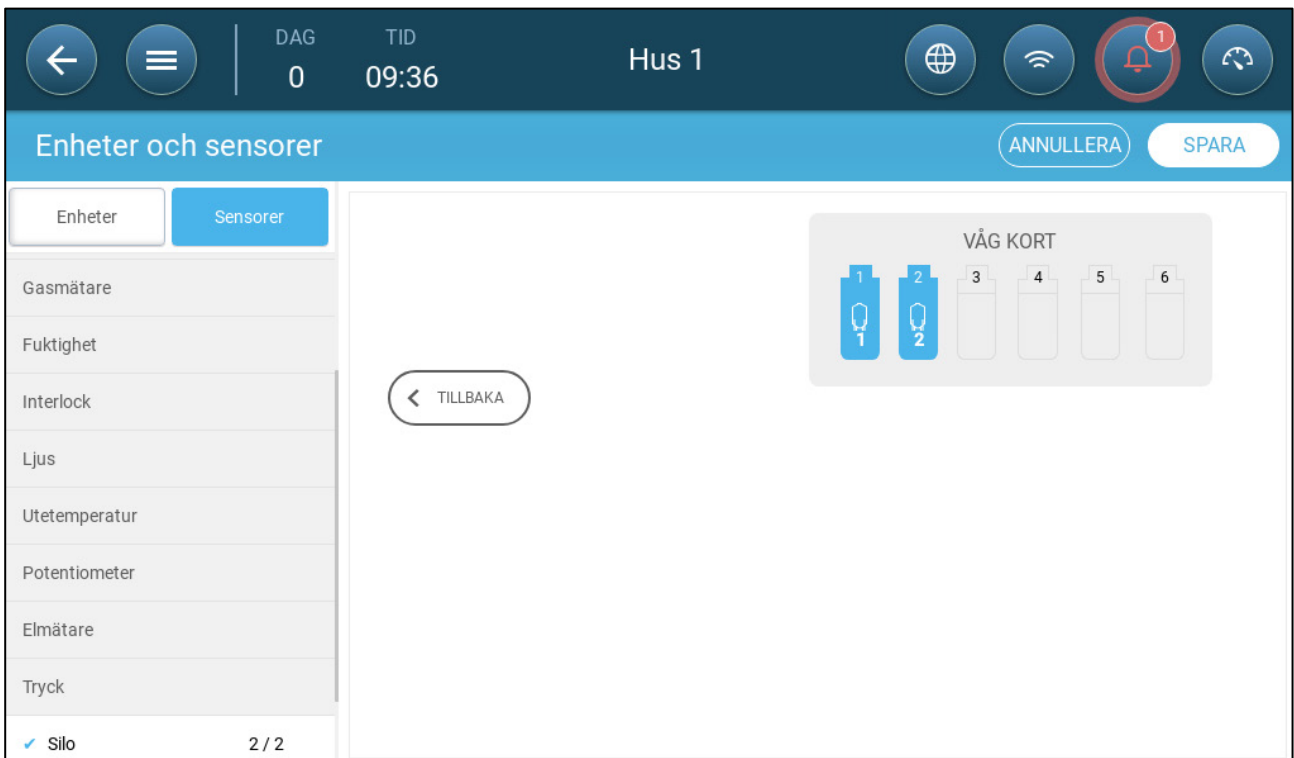 DAG TID
0 09:36 Hus 1 1
Enheter och sensorer ANNULLERA SPARA
Enheter Sensorer
Gasmätare
Fuktighet
Interlock
Ljus
Utetemperatur
Potentiometer
Elmätare
Tryck
Silo 2 / 2
TILLBAKA
VÅG KORT
1 2 3 4 5 6
1 2